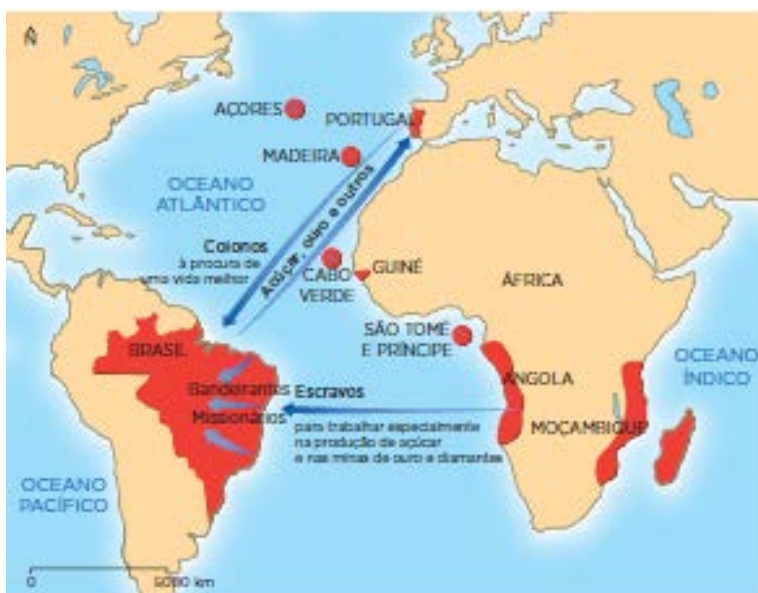 N
AÇORES
PORTUGAL
MADEIRA
OCEANO
ATLÂNTICO
Colonos
à procura de
uma vida melhor
Açúcar, ouro e outros
CABO
VERDE
GUINÉ
ÁFRICA
SÃO TOMÉ
E PRÍNCIPE
BRASIL
Bandeirantes
Missionários
Escravos
para trabalhar especialmente
na produção de açúcar
e nas minas de ouro e diamantes
ANGOLA
MOÇAMBIQUE
OCEANO
ÍNDICO
OCEANO
PACÍFICO
0
km